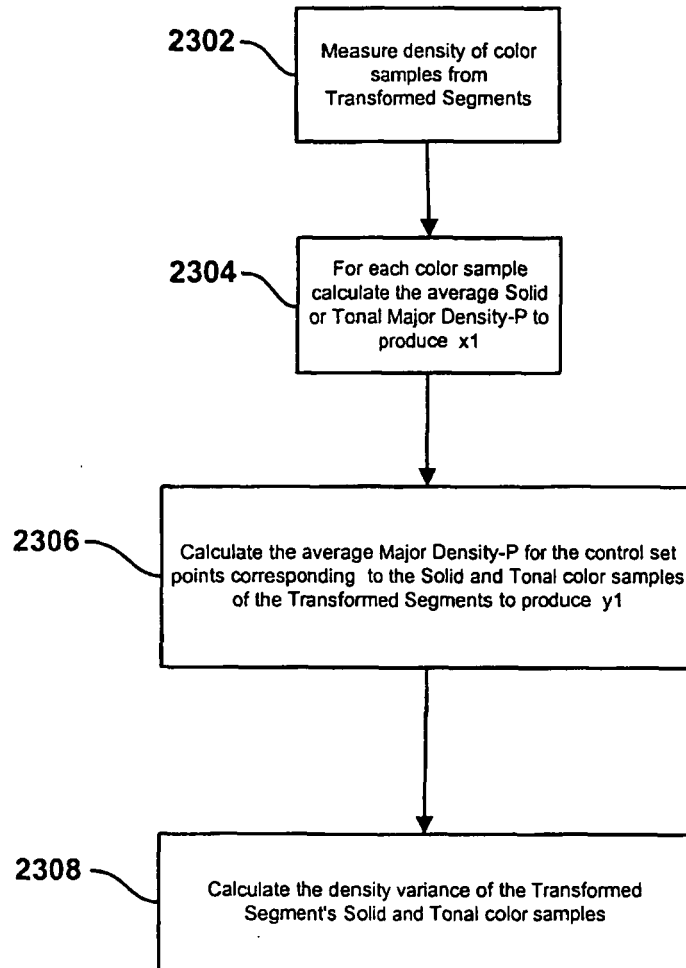 2302
Measure density of color
samples from
Transformed Segments
2304
For each color sample
calculate the average Solid
or Tonal Major Density-P to
produce x1
2306
Calculate the average Major Density-P for the control set
points corresponding to the Solid and Tonal color samples
of the Transformed Segments to produce y1
2308
Calculate the density variance of the Transformed
Segment's Solid and Tonal color samples